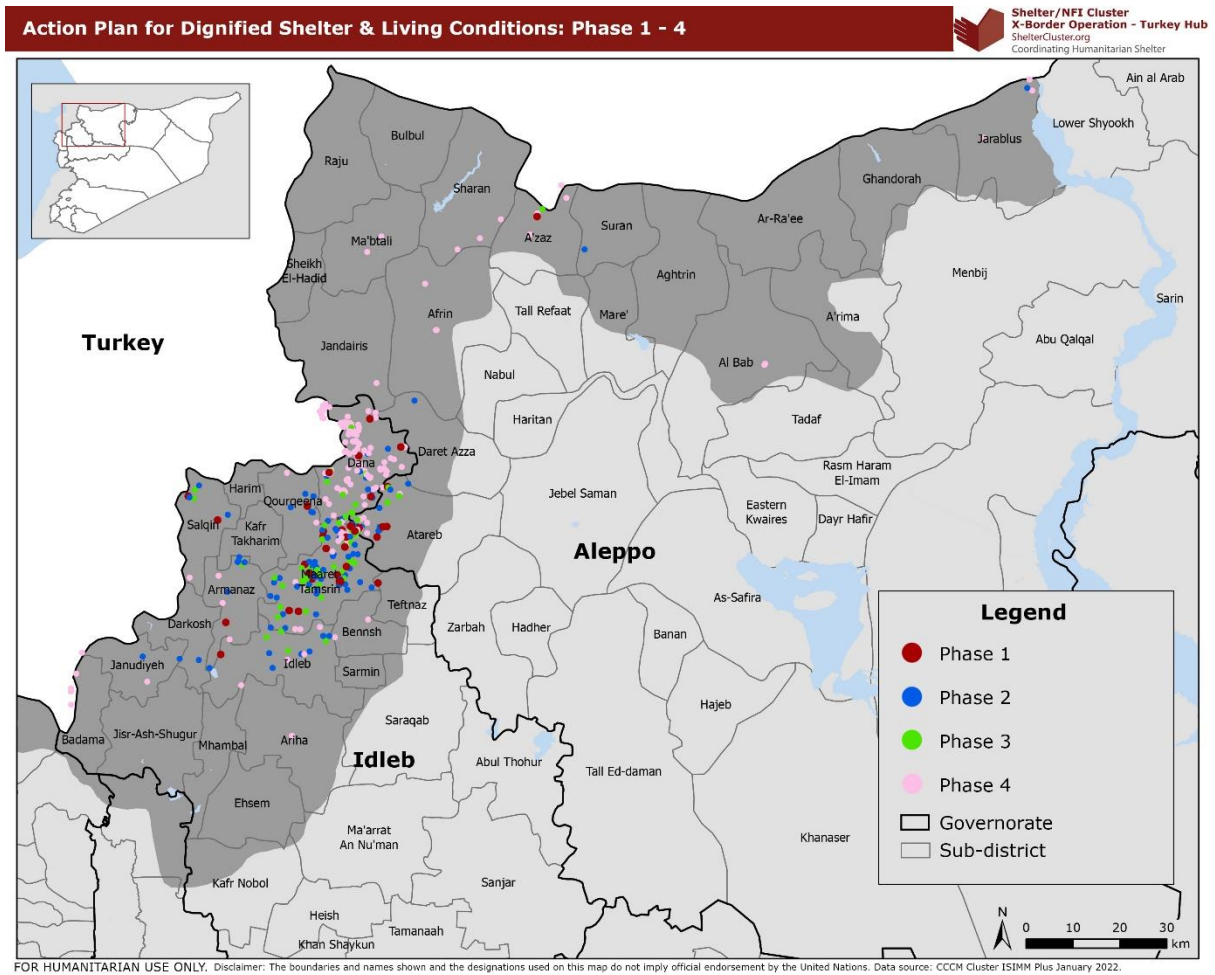 Action Plan for Dignified Shelter & Living Conditions: Phase 1 - 4
Shelter/NFI Cluster
X-Border Operation - Turkey Hub
ShelterCluster.org
Coordinating Humanitarian Shelter
Ain al Arab
Lower Shyookh
Jarablus
Bulbul
Raju
Sharan
Ghandorah
Ar-Ra'ee
Suran
A'zaz
Ma'btali
Sheikh
El-Hadid
Aghtrin
Menbij
Sarin
Afrin
Tall Refaat
Mare'
A'rima
Turkey
Jandairis
Abu Qalqal
Al Bab
Nabul
Haritan
Tadaf
Daret Azza
Dana
Rasm Haram
El-Imam
Harim
Qourqeena
Jebel Saman
Eastern
Kwaires
Dayr Hafir
Salqin
Kafr
Takharim
Atareb
Aleppo
Maaret
Tamsrin
Armanaz
As-Safira
Teftnaz
Darkosh
Bennsh
Zarbah
Hadher
Banan
Janudiyeh
Idleb
Sarmin
Hajeb
Saraqab
Badama
Jisr-Ash-Shugur
Mhambal
Ariha
Idleb
Abul Thohur
Tall Ed-daman
Ehsem
Ma'arrat
An Nu'man
Khanaser
Kafr Nobol
Sanjar
Heish
Tamanaah
Khan Shaykun
Legend
Phase 1
Phase 2
Phase 3
Phase 4
Governorate
Sub-district
N
0 10 20 30
km
FOR HUMANITARIAN USE ONLY. Disclaimer: The boundaries and names shown and the designations used on this map do not imply official endorsement by the United Nations. Data source: CCCM Cluster ISIMM Plus January 2022.